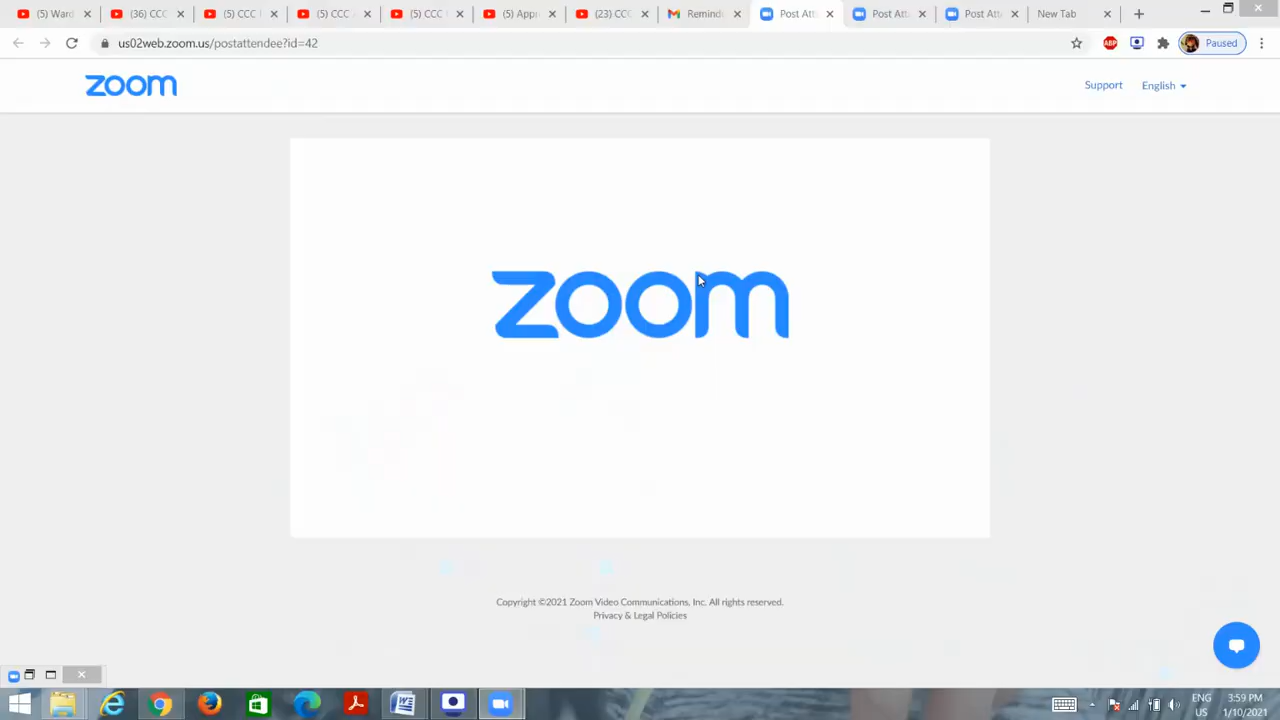 (5) Ward
(36)
(5) CCC
(5) CCC
(5) CCC
(5) Appr
(23) CCC
Remind
Post Att
Post Att
Post Att
New Tab
us02web.zoom.us/postattendee?id=42
ABP
Paused
zoom
Support
English
zoom
Copyright ©2021 Zoom Video Communications, Inc. All rights reserved.
Privacy & Legal Policies
ENG
US
3:59 PM
1/10/2021